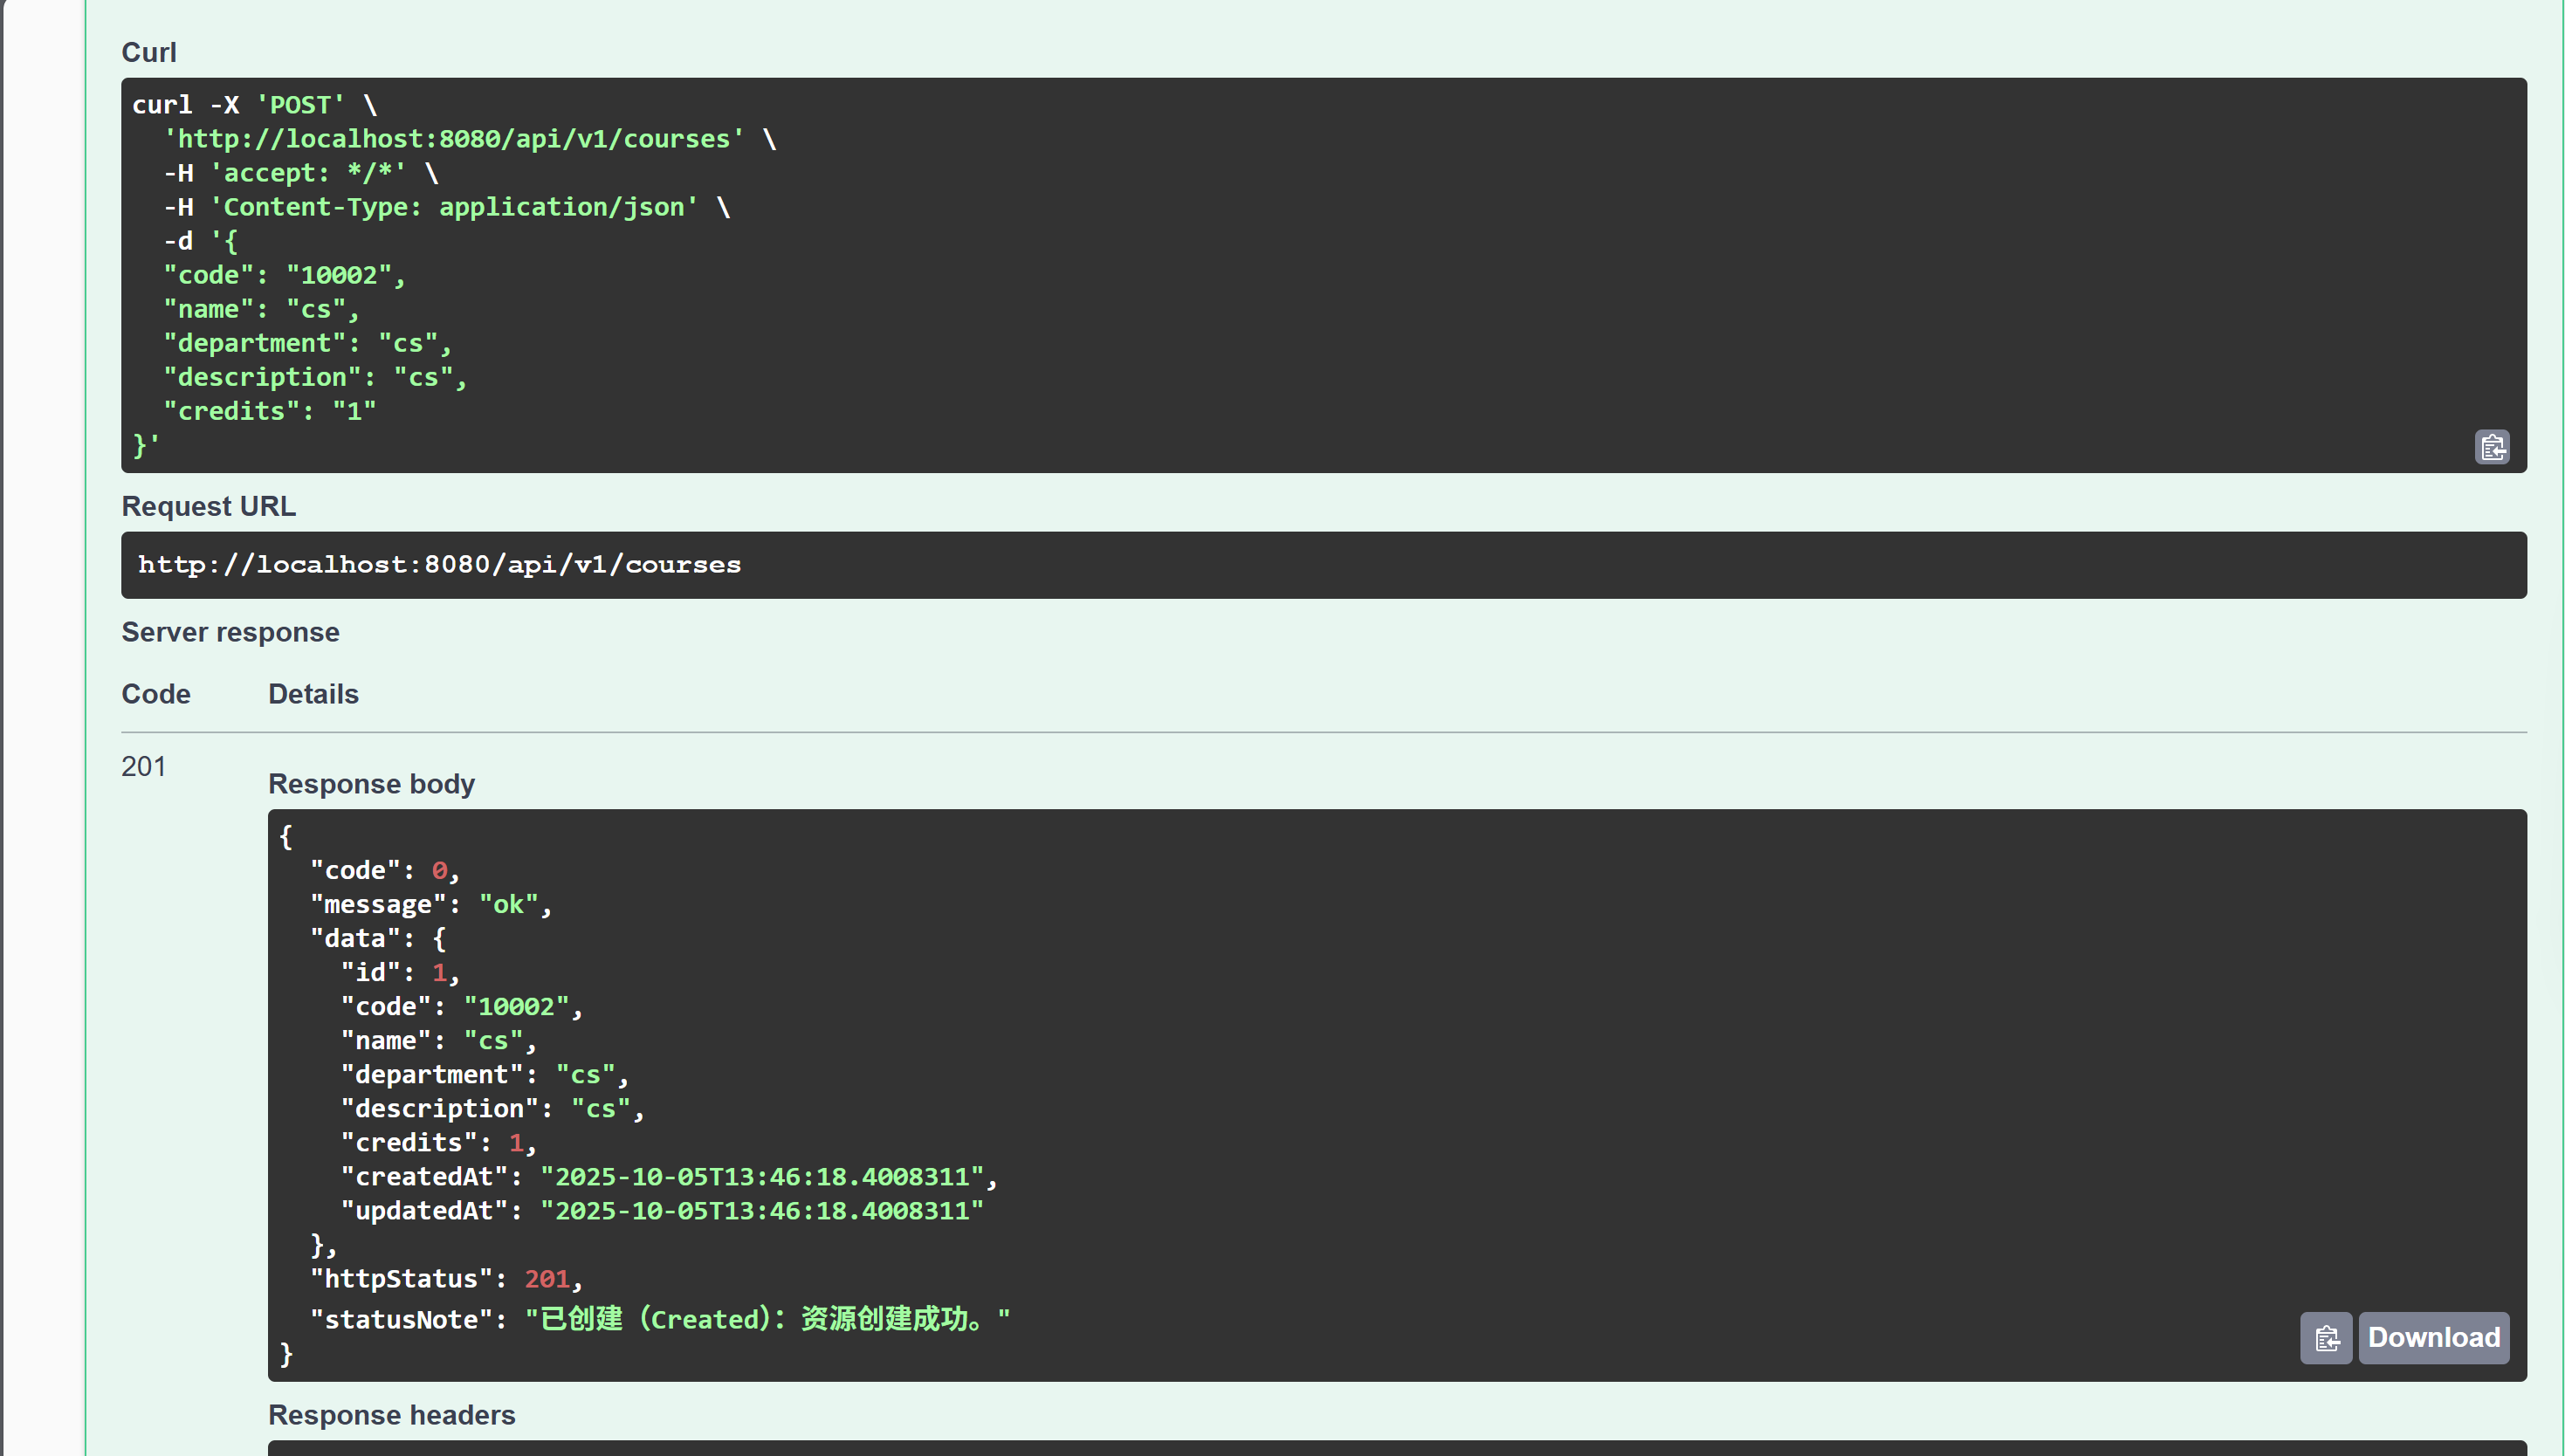 Curl
curl -X 'POST' \
  'http://localhost:8080/api/v1/courses' \
  -H 'accept: */*' \
  -H 'Content-Type: application/json' \
  -d '{
  "code": "10002",
  "name": "cs",
  "department": "cs",
  "description": "cs",
  "credits": "1"
}'
Request URL
http://localhost:8080/api/v1/courses
Server response
Code Details
201
Response body
{
  "code": 0,
  "message": "ok",
  "data": {
    "id": 1,
    "code": "10002",
    "name": "cs",
    "department": "cs",
    "description": "cs",
    "credits": 1,
    "createdAt": "2025-10-05T13:46:18.4008311",
    "updatedAt": "2025-10-05T13:46:18.4008311"
  },
  "httpStatus": 201,
  "statusNote": "已创建（Created）：资源创建成功。"
}
Download
Response headers